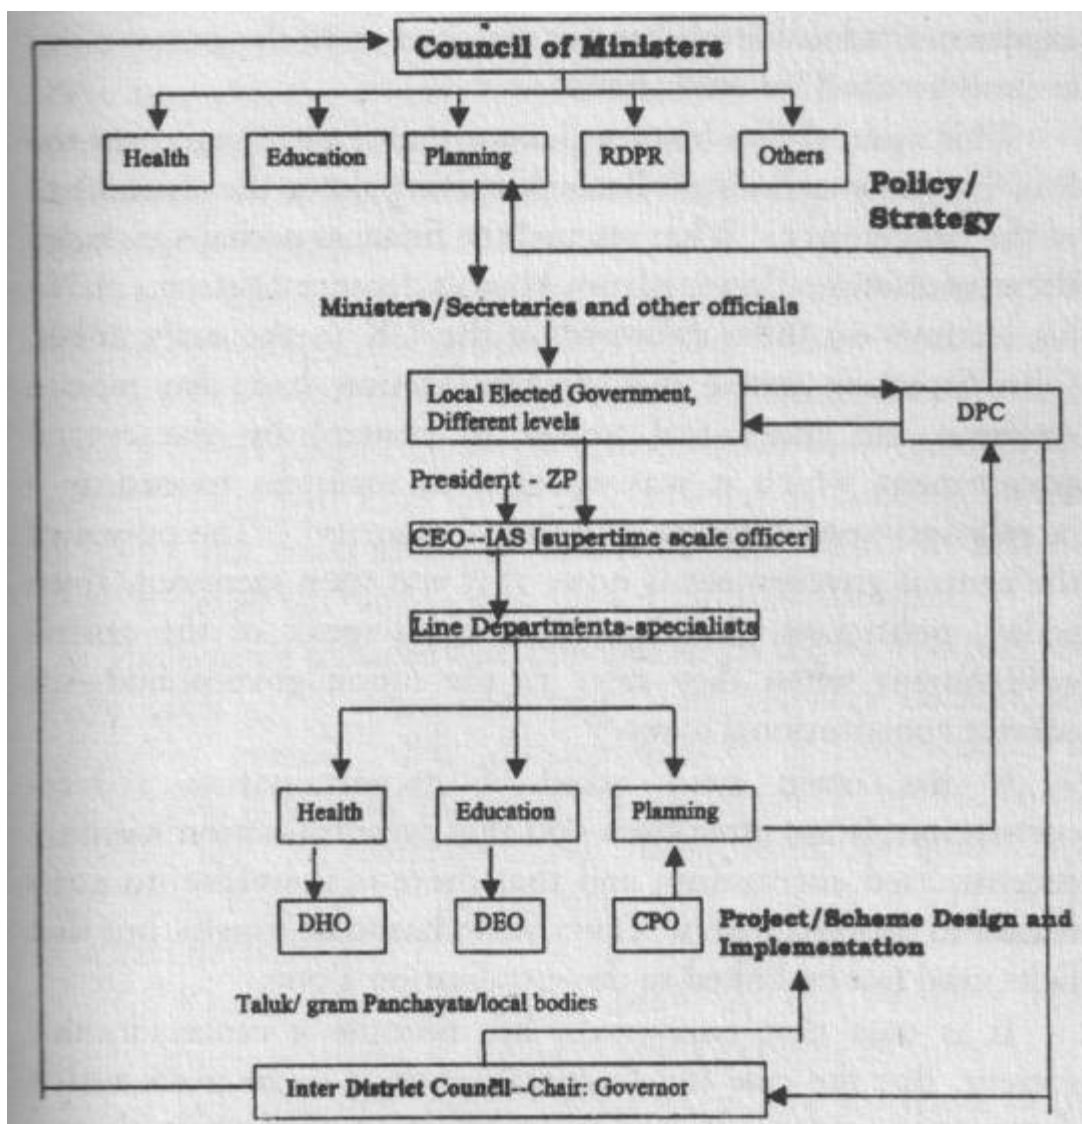 Council of Ministers
Health
Education
Planning
RDPR
Others
Policy/
Strategy
Ministers/Secretaries and other officials
Local Elected Government,
Different levels
DPC
President - ZP
CEO--IAS [supertime scale officer]
Line Departments-specialists
Health
Education
Planning
DHO
DEO
CPO
Project/Scheme Design and
Implementation
Taluk/ gram Panchayata/local bodies
Inter District Council--Chair: Governor